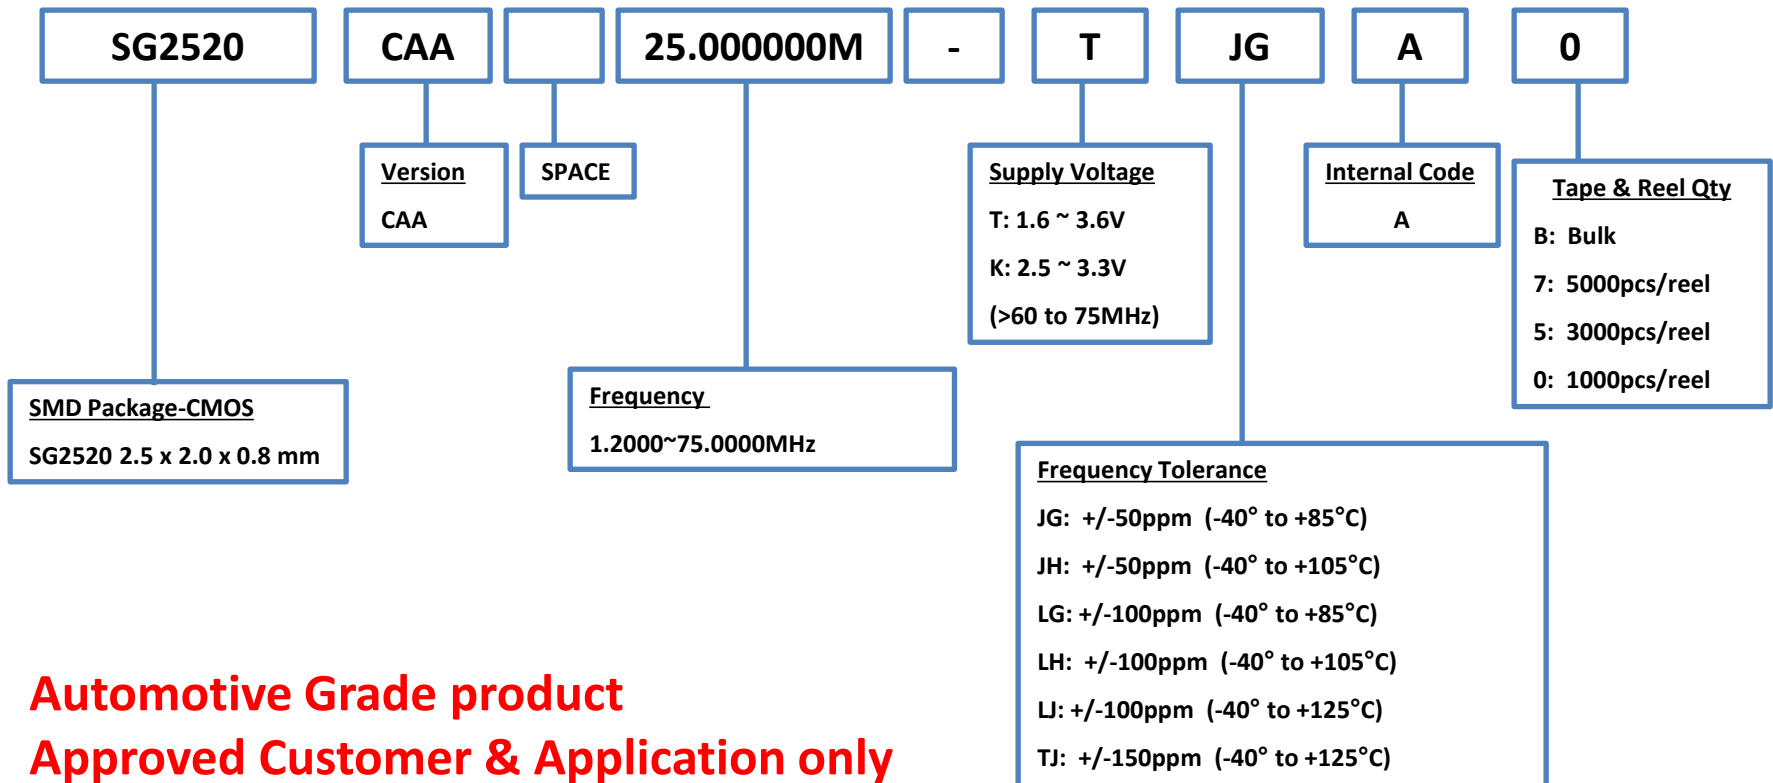 SG2520 CAA 25.000000M - T JG A 0
Version
CAA
SPACE
Supply Voltage
T: 1.6 ~ 3.6V
K: 2.5 ~ 3.3V
(>60 to 75MHz)
Internal Code
A
Tape & Reel Qty
B: Bulk
7: 5000pcs/reel
5: 3000pcs/reel
0: 1000pcs/reel
SMD Package-CMOS
SG2520 2.5 x 2.0 x 0.8 mm
Frequency
1.2000~75.0000MHz
Frequency Tolerance
JG: +/-50ppm (-40° to +85°C)
JH: +/-50ppm (-40° to +105°C)
LG: +/-100ppm (-40° to +85°C)
LH: +/-100ppm (-40° to +105°C)
LJ: +/-100ppm (-40° to +125°C)
TJ: +/-150ppm (-40° to +125°C)
Automotive Grade product
Approved Customer & Application only